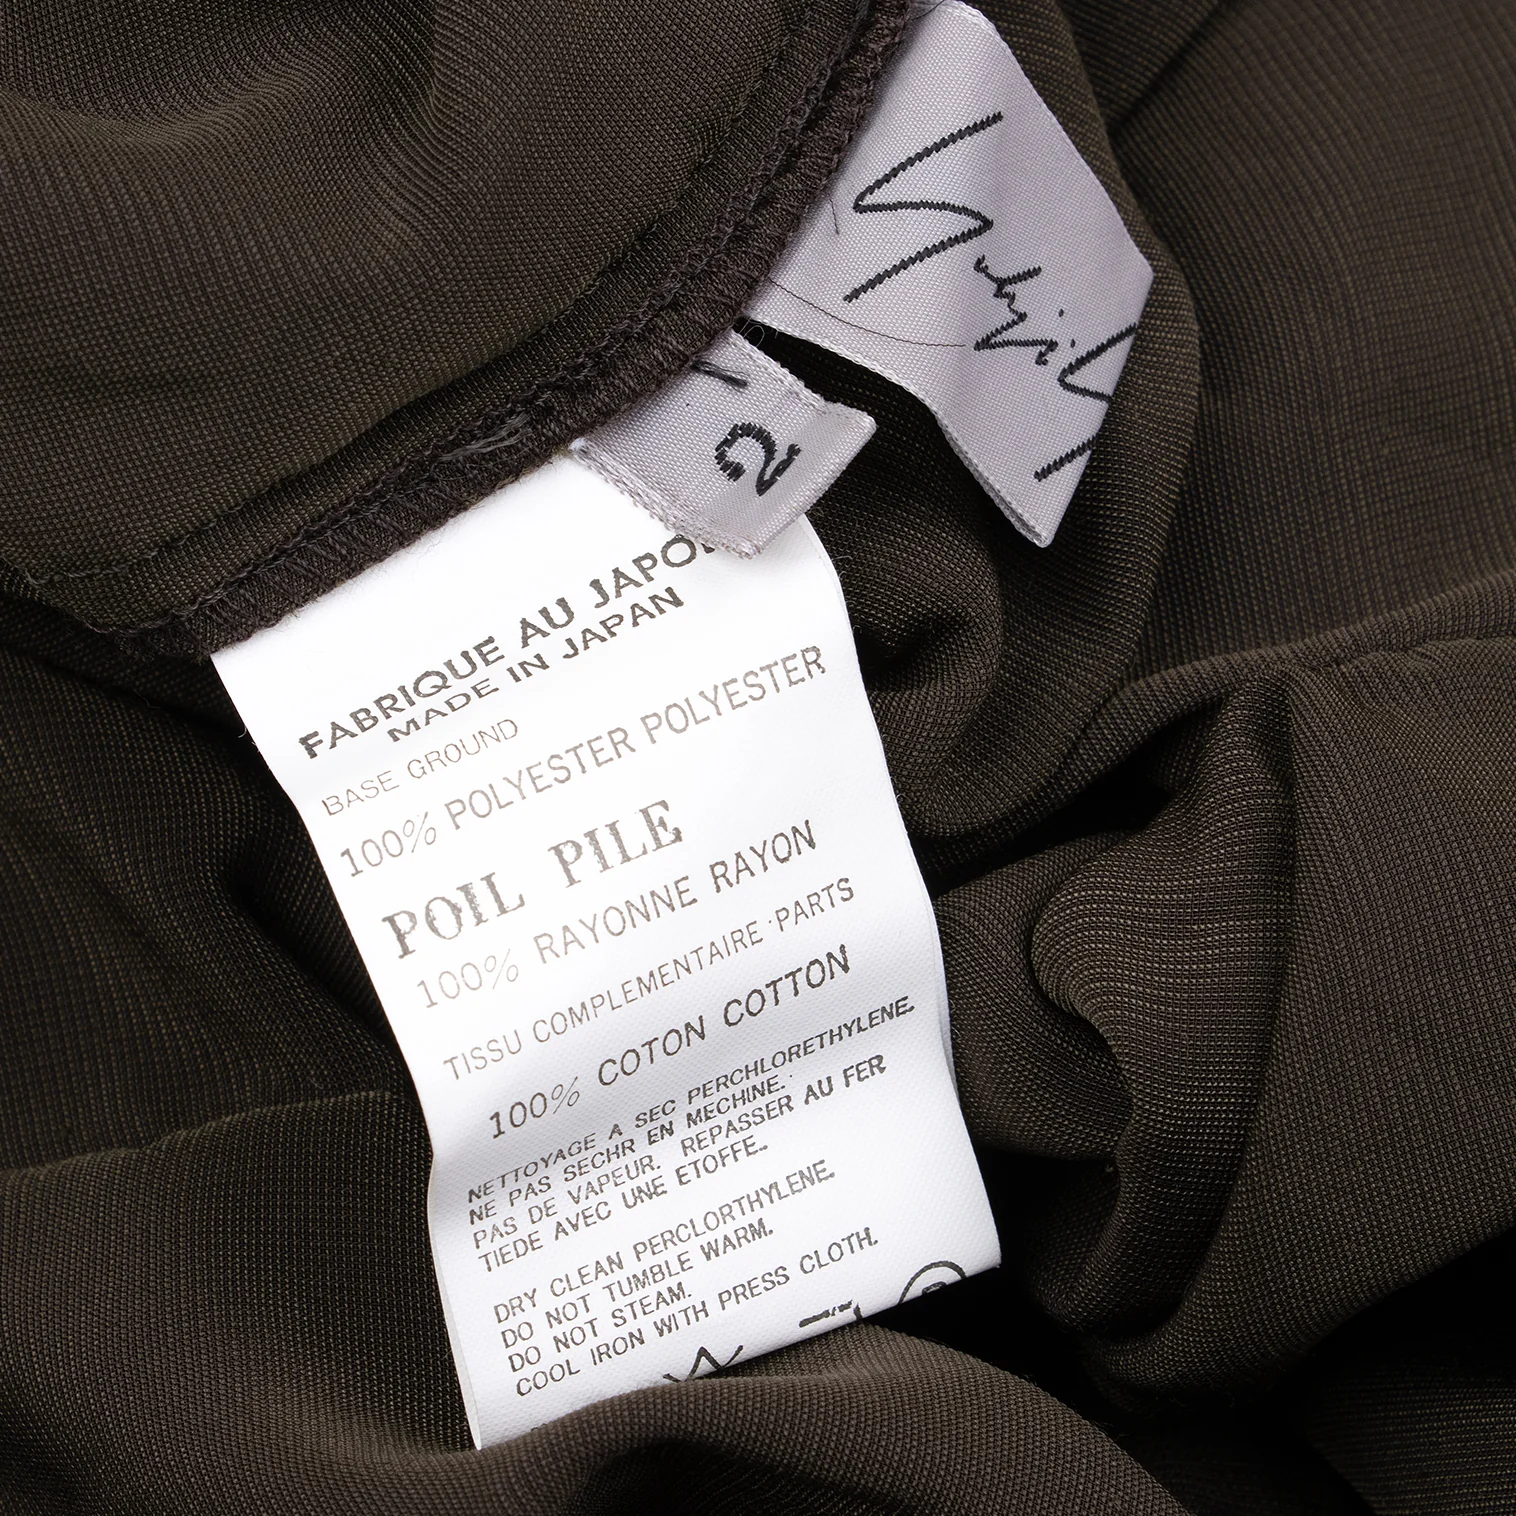 Yohji Y
2
FABRIQUE AU JAPON
MADE IN JAPAN
BASE GROUND
100% POLYESTER POLYESTER
POIL PILE
100% RAYONNE RAYON
TISSU COMPLEMENTAIRE·PARTS
100% COTON COTTON
NETTOYAGE A SEC PERCHLORETHYLENE.
NE PAS SECHR EN MECHINE.
PAS DE VAPEUR. REPASSER AU FER
TIEDE AVEC UNE ETOFFE.
DRY CLEAN PERCLORTHYLENE.
DO NOT TUMBLE WARM.
DO NOT STEAM.
COOL IRON WITH PRESS CLOTH.